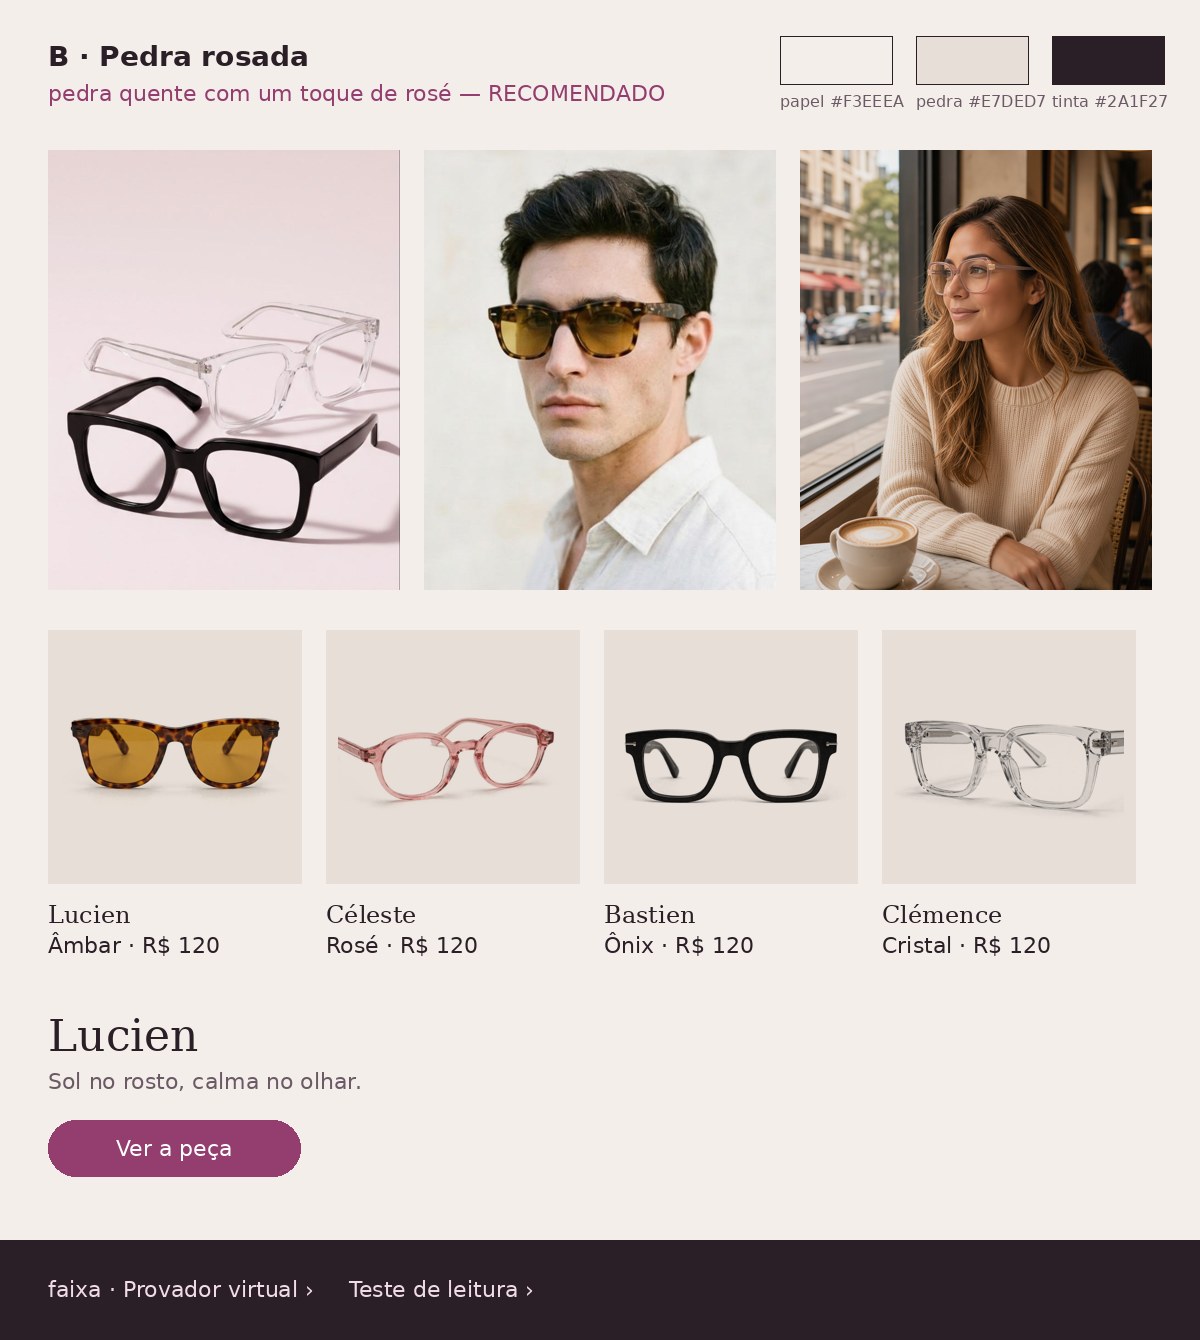 B · Pedra rosada
pedra quente com um toque de rosé — RECOMENDADO
papel #F3EEEA
pedra #E7DED7
tinta #2A1F27
Lucien
Âmbar · R$ 120
Céleste
Rosé · R$ 120
Bastien
Ônix · R$ 120
Clémence
Cristal · R$ 120
Lucien
Sol no rosto, calma no olhar.
Ver a peça
faixa · Provador virtual ›
Teste de leitura ›